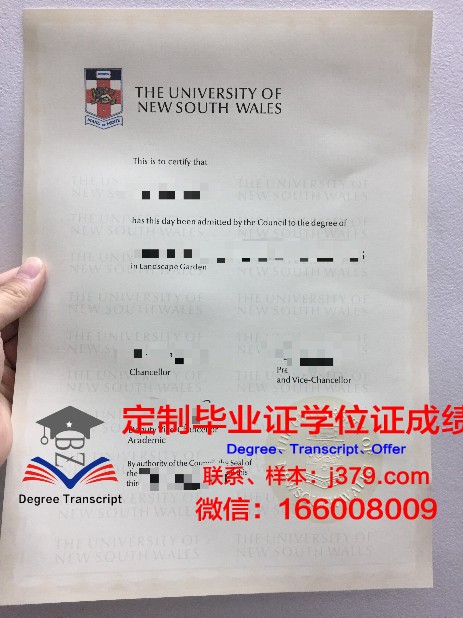 THE UNIVERSITY OF
NEW SOUTH WALES
This is to certify that
has this day been admitted by the Council to the degree of
in Landscape Garden
Chancellor
and Vice-Chancellor
Academic
By authority of the Council, the Seal of
the
定制毕业证学位证成绩
Degree, Transcript, Offer
联系、样本:j379.com
微信:166008009
BZ
Degree Transcript